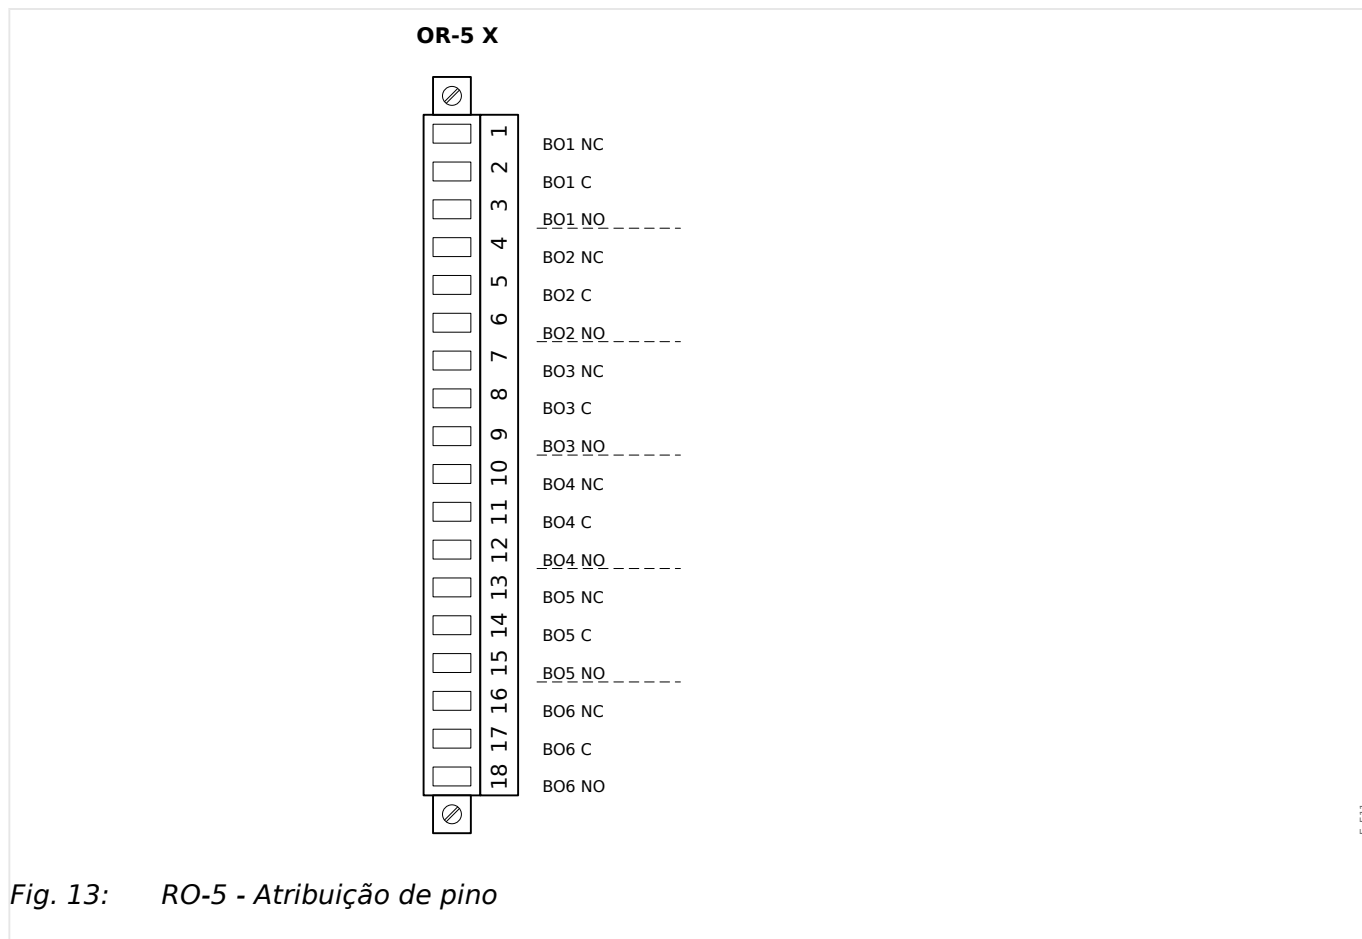 OR-5 X
1 BO1 NC
2 BO1 C
3 BO1 NO
4 BO2 NC
5 BO2 C
6 BO2 NO
7 BO3 NC
8 BO3 C
9 BO3 NO
10 BO4 NC
11 BO4 C
12 BO4 NO
13 BO5 NC
14 BO5 C
15 BO5 NO
16 BO6 NC
17 BO6 C
18 BO6 NO
Fig. 13: RO-5 - Atribuição de pino